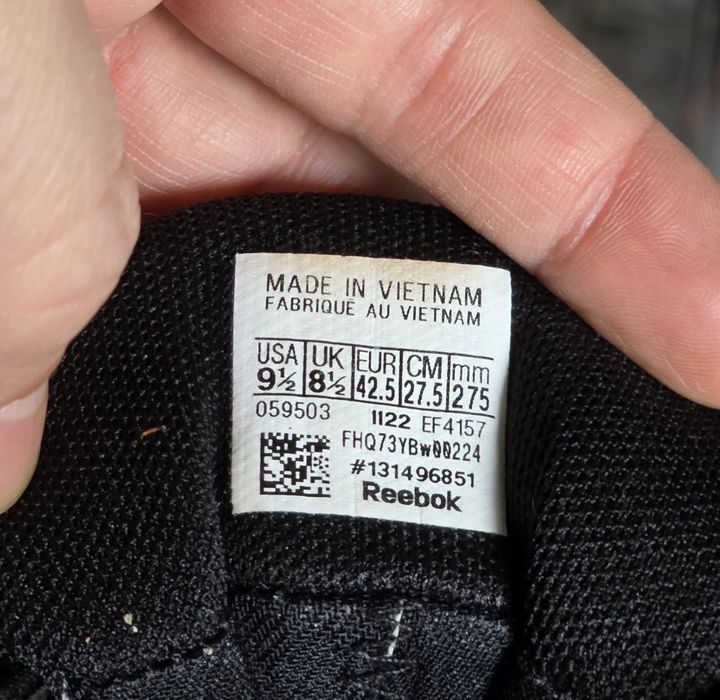 MADE IN VIETNAM
FABRIQUÉ AU VIETNAM
USA UK EUR CM mm
9½ 8½ 42.5 27.5 275
059503 1122 EF4157
FHQ73YBw00224
#131496851
Reebok